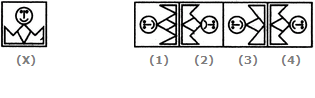 (X) (1) (2) (3) (4)